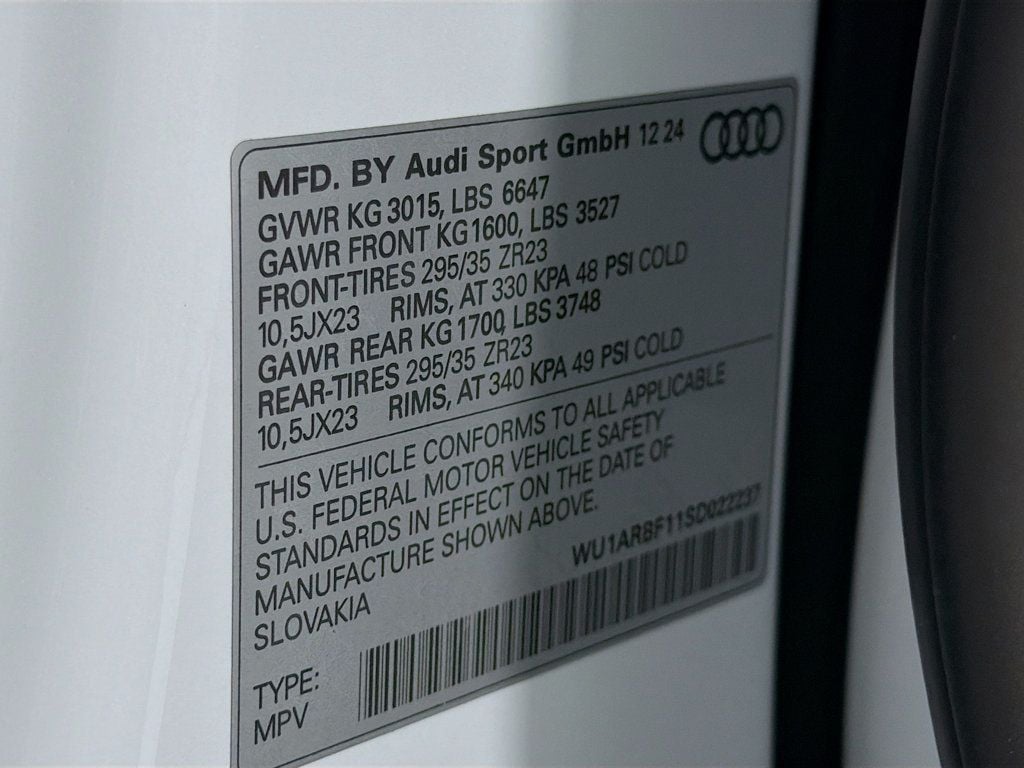 MFD. BY Audi Sport GmbH 12 24
GVWR KG 3015, LBS 6647
GAWR FRONT KG 1600, LBS 3527
FRONT-TIRES 295/35 ZR23
10,5JX23 RIMS, AT 330 KPA 48 PSI COLD
GAWR REAR KG 1700, LBS 3748
REAR-TIRES 295/35 ZR23
10,5JX23 RIMS, AT 340 KPA 49 PSI COLD
THIS VEHICLE CONFORMS TO ALL APPLICABLE
U.S. FEDERAL MOTOR VEHICLE SAFETY
STANDARDS IN EFFECT ON THE DATE OF
MANUFACTURE SHOWN ABOVE.
SLOVAKIA
WU1ARBF11SD022237
TYPE:
MPV